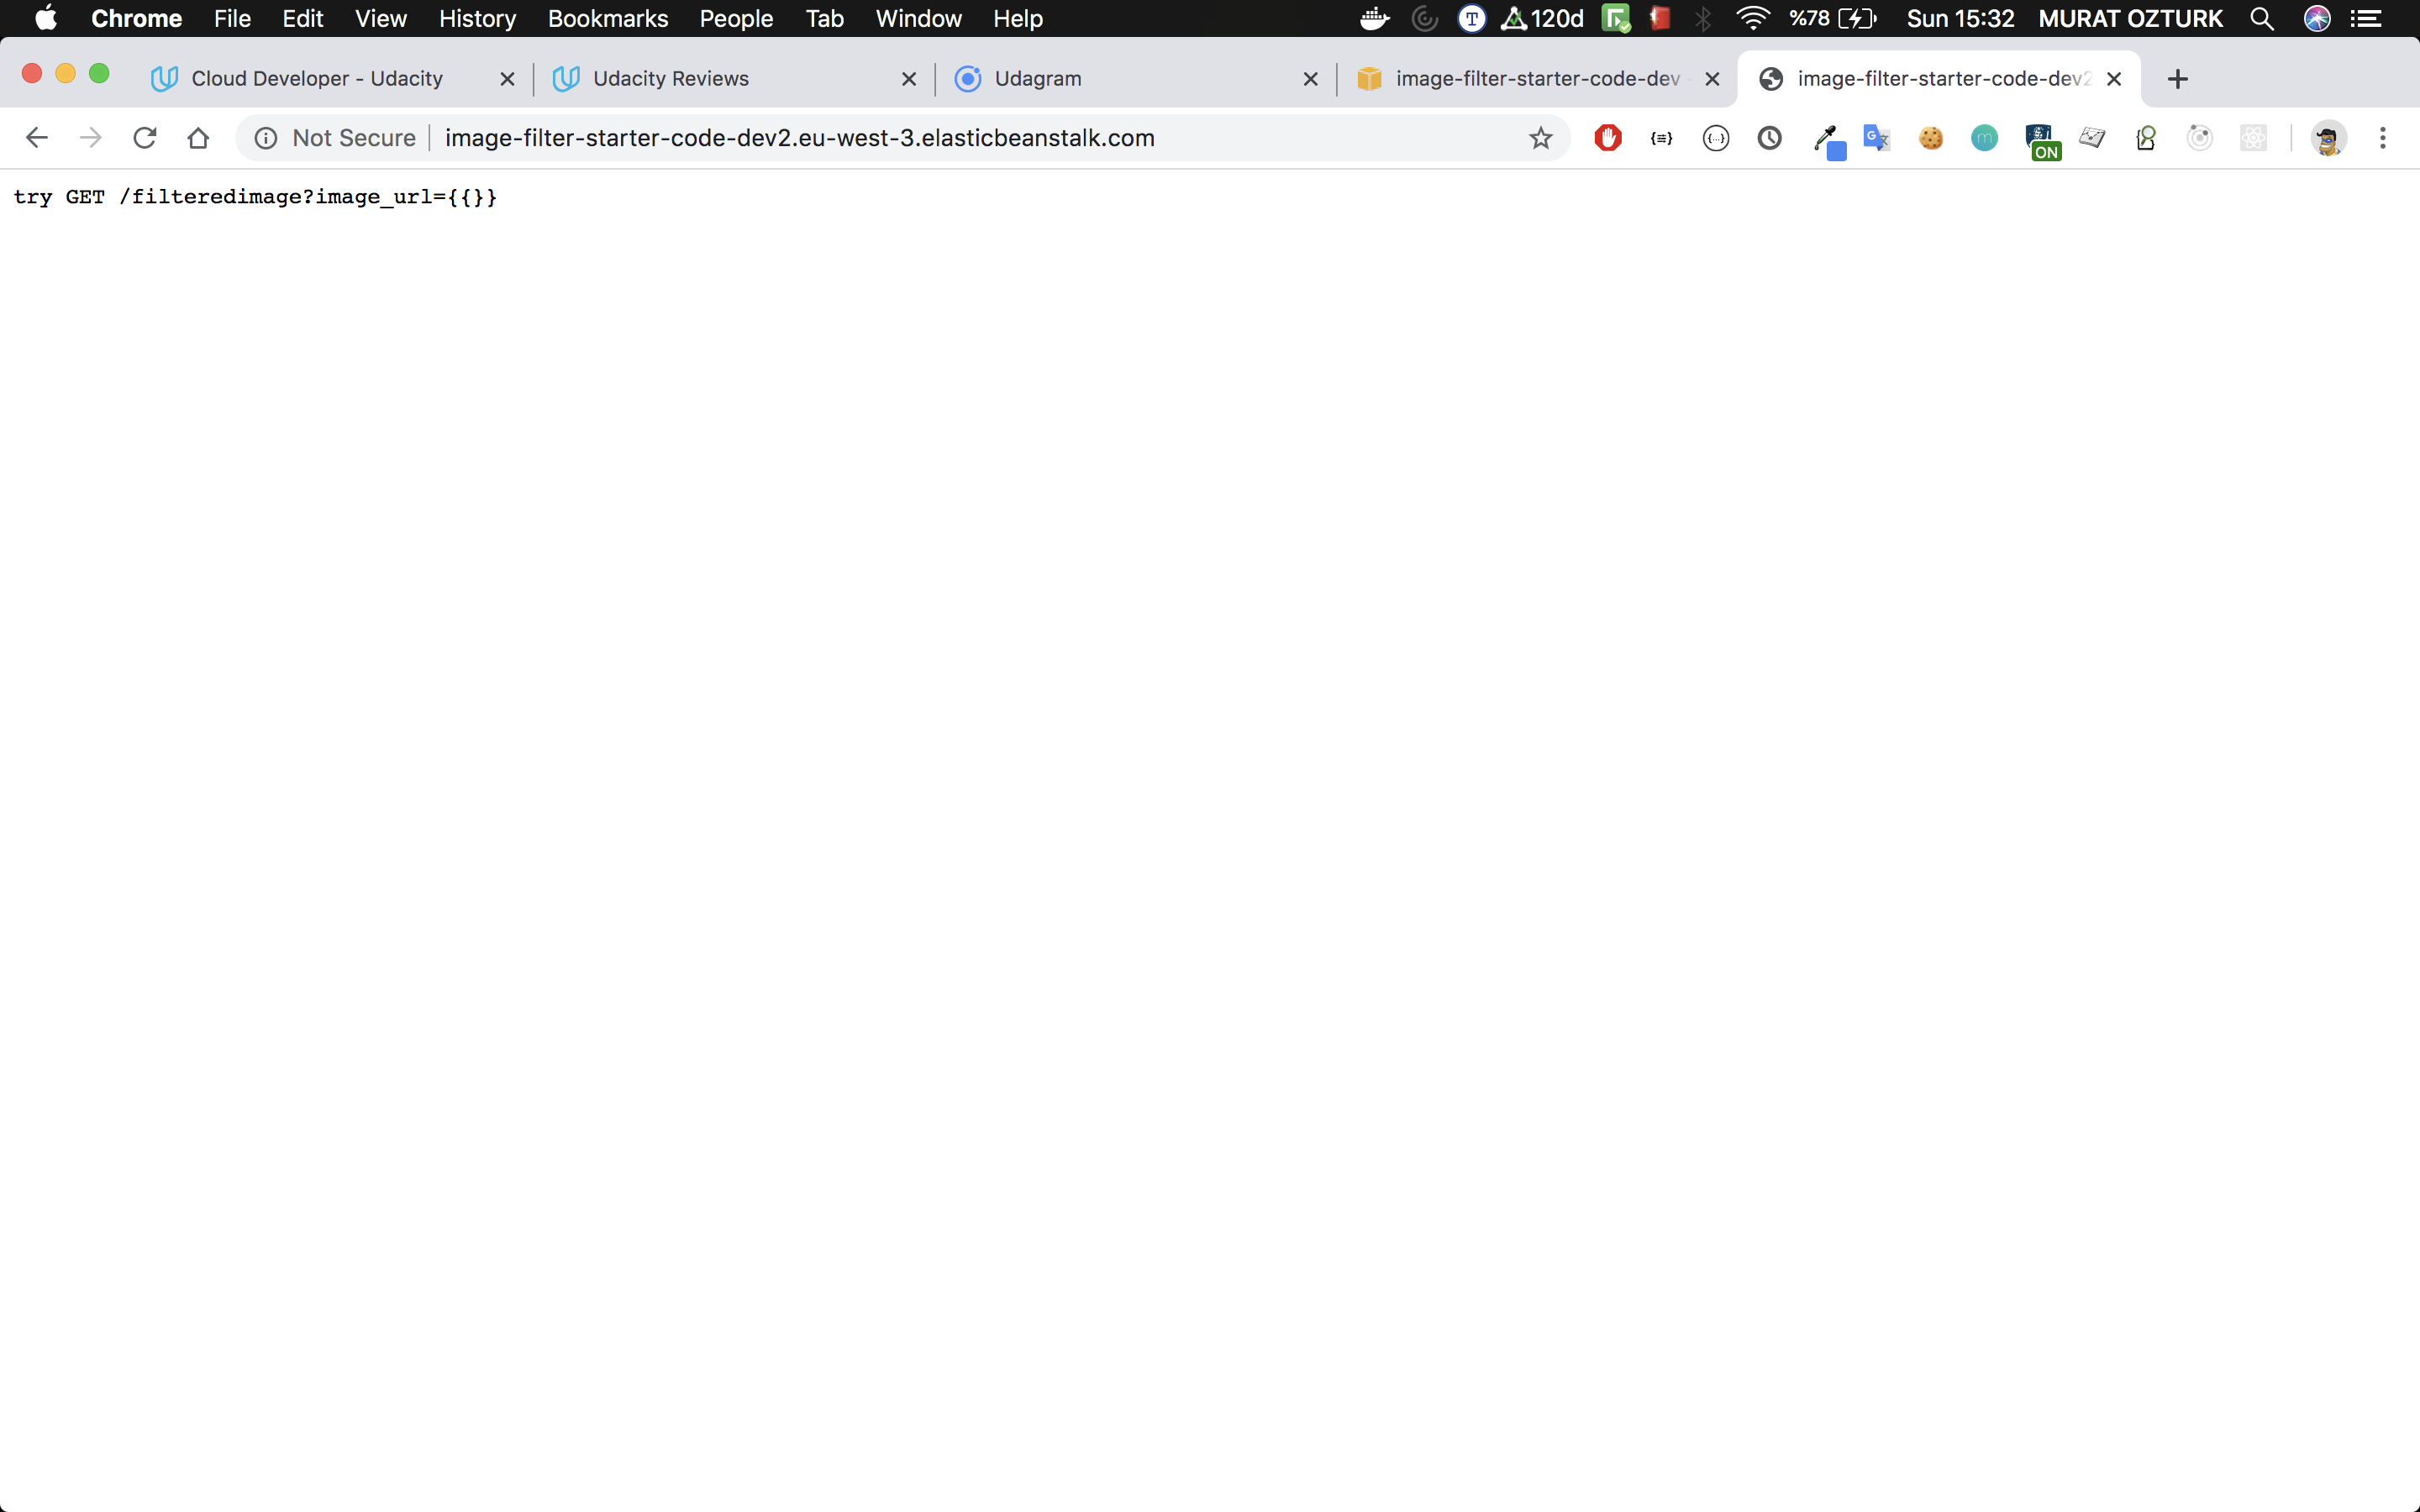 Chrome File Edit View History Bookmarks People Tab Window Help 120d %78 Sun 15:32 MURAT OZTURK
Cloud Developer - Udacity Udacity Reviews Udagram image-filter-starter-code-dev image-filter-starter-code-dev2
Not Secure image-filter-starter-code-dev2.eu-west-3.elasticbeanstalk.com ON
try GET /filteredimage?image_url={{}}